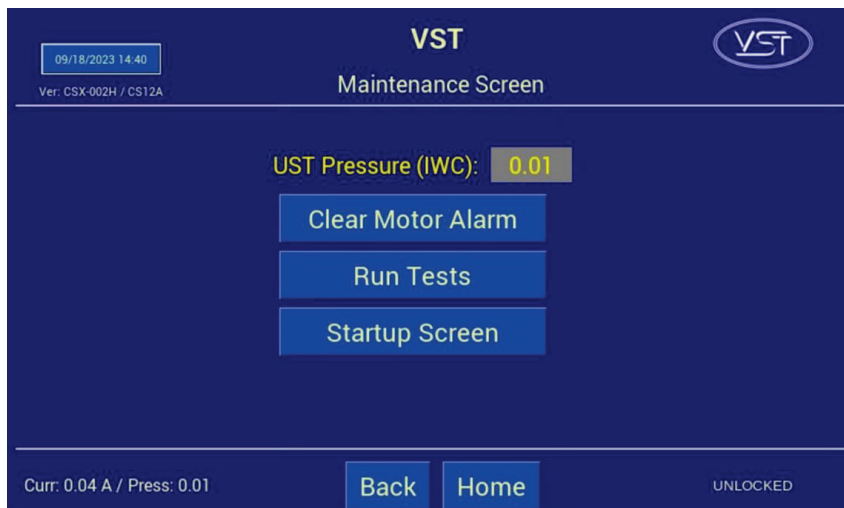 09/18/2023 14:40
Ver: CSX-002H / CS12A
VST
Maintenance Screen
VST
UST Pressure (IWC): 0.01
Clear Motor Alarm
Run Tests
Startup Screen
Curr: 0.04 A / Press: 0.01
Back
Home
UNLOCKED